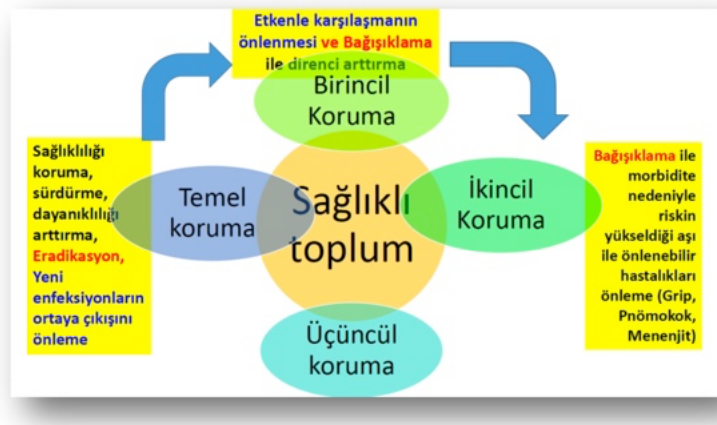 Etkenle karşılaşmanın
önlenmesi ve Bağışıklama
ile direnci arttırma
Birincil
Koruma
Sağlıklılığı
koruma,
sürdürme,
dayanıklılığı
arttırma,
Eradikasyon,
Yeni
enfeksiyonların
ortaya çıkışını
önleme
Temel
koruma
Sağlıklı
toplum
İkincil
Koruma
Bağışıklama ile
morbidite
nedeniyle
riskin
yükseldiği aşı
ile önlenebilir
hastalıkları
önleme (Grip,
Pnömokok,
Menenjit)
Üçüncül
koruma